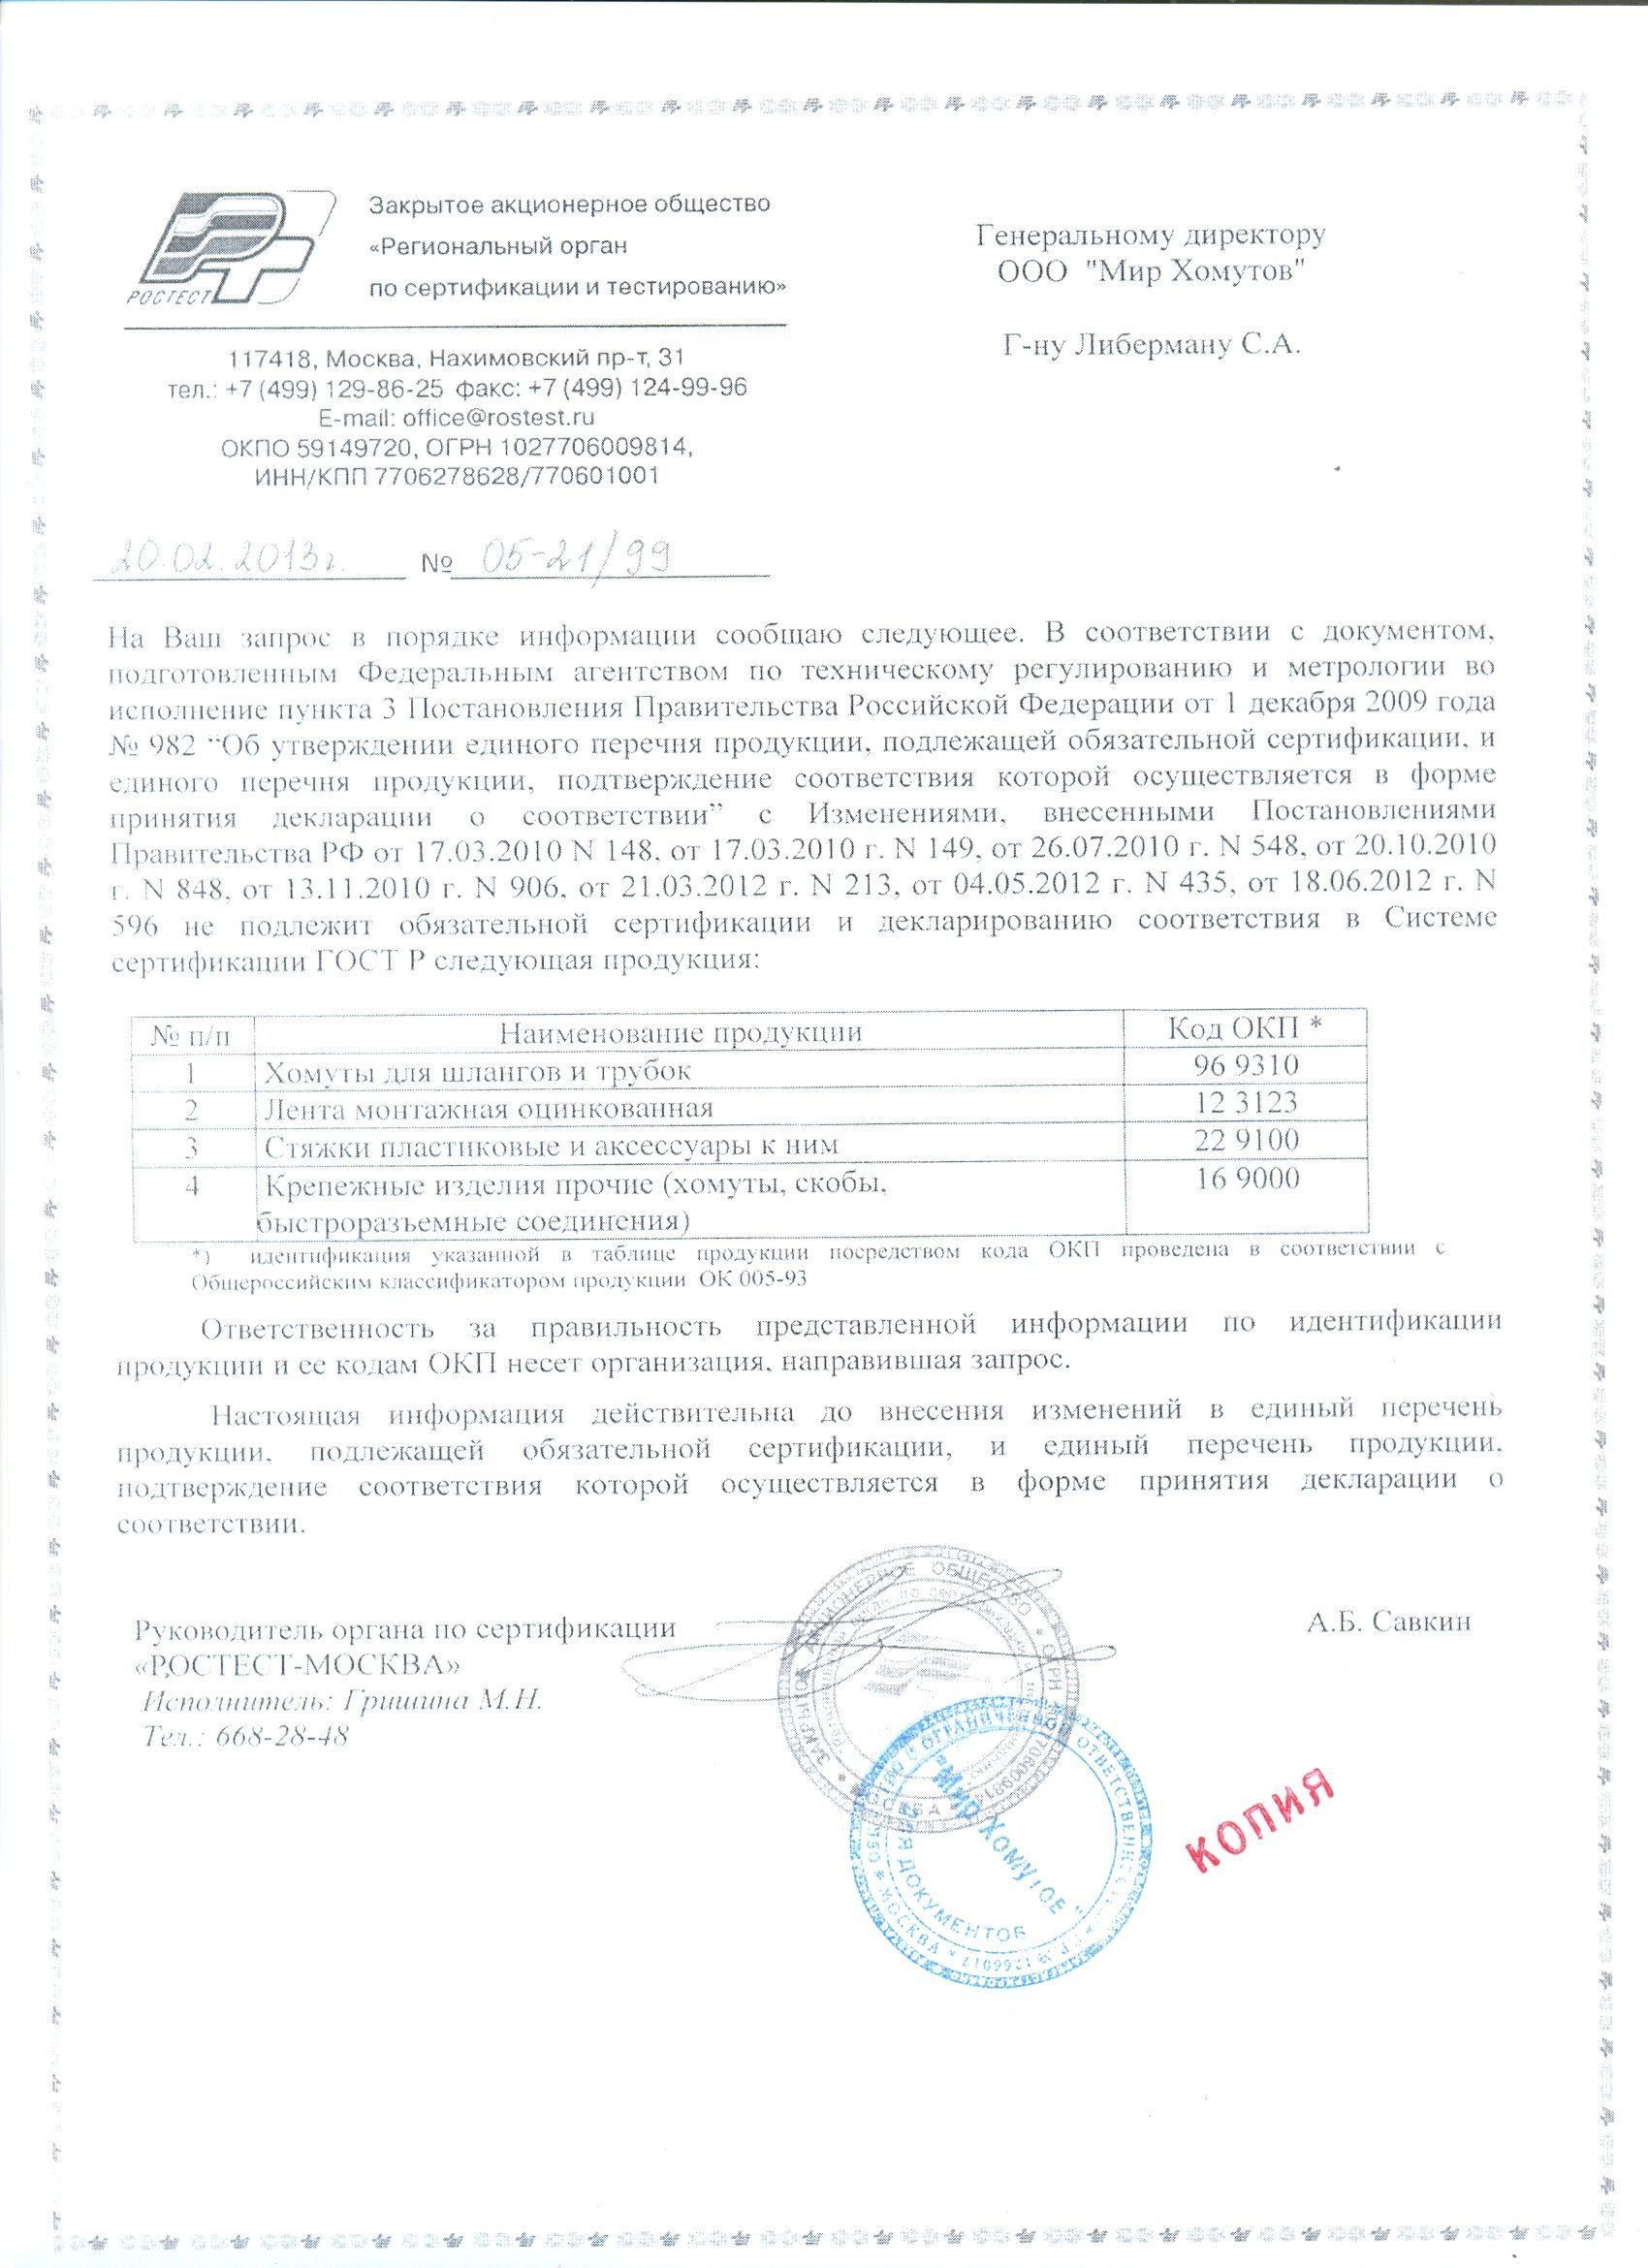 РОСТЕСТ
Закрытое акционерное общество
«Региональный орган
по сертификации и тестированию»
117418, Москва, Нахимовский пр-т, 31
тел.: +7 (499) 129-86-25 факс: +7 (499) 124-99-96
E-mail: office@rostest.ru
ОКПО 59149720, ОГРН 1027706009814,
ИНН/КПП 7706278628/770601001
Генеральному директору
ООО "Мир Хомутов"
Г-ну Либерману С.А.
20.02.2013г. № 05-21/99
На Ваш запрос в порядке информации сообщаю следующее. В соответствии с документом,
подготовленным Федеральным агентством по техническому регулированию и метрологии во
исполнение пункта 3 Постановления Правительства Российской Федерации от 1 декабря 2009 года
№ 982 “Об утверждении единого перечня продукции, подлежащей обязательной сертификации, и
единого перечня продукции, подтверждение соответствия которой осуществляется в форме
принятия декларации о соответствии” с Изменениями, внесенными Постановлениями
Правительства РФ от 17.03.2010 N 148, от 17.03.2010 г. N 149, от 26.07.2010 г. N 548, от 20.10.2010
г. N 848, от 13.11.2010 г. N 906, от 21.03.2012 г. N 213, от 04.05.2012 г. N 435, от 18.06.2012 г. N
596 не подлежит обязательной сертификации и декларированию соответствия в Системе
сертификации ГОСТ Р следующая продукция:
№ п/п Наименование продукции Код ОКП *
1 Хомуты для шлангов и трубок 96 9310
2 Лента монтажная оцинкованная 12 3123
3 Стяжки пластиковые и аксессуары к ним 22 9100
4 Крепежные изделия прочие (хомуты, скобы, 16 9000
быстроразъемные соединения)
*) идентификация указанной в таблице продукции посредством кода ОКП проведена в соответствии с
Общероссийским классификатором продукции ОК 005-93
Ответственность за правильность представленной информации по идентификации
продукции и ее кодам ОКП несет организация, направившая запрос.
Настоящая информация действительна до внесения изменений в единый перечень
продукции, подлежащей обязательной сертификации, и единый перечень продукции,
подтверждение соответствия которой осуществляется в форме принятия декларации о
соответствии.
Руководитель органа по сертификации А.Б. Савкин
«РОСТЕСТ-МОСКВА»
Исполнитель: Гришина М.Н.
Тел.: 668-28-48
ЗАКРЫТОЕ АКЦИОНЕРНОЕ ОБЩЕСТВО * ОГРН
С ОГРАНИЧЕННОЙ ОТВЕТСТВЕННОСТЬЮ
МОСКВА
"Мир Хомутов"
ДЛЯ ДОКУМЕНТОВ
КОПИЯ